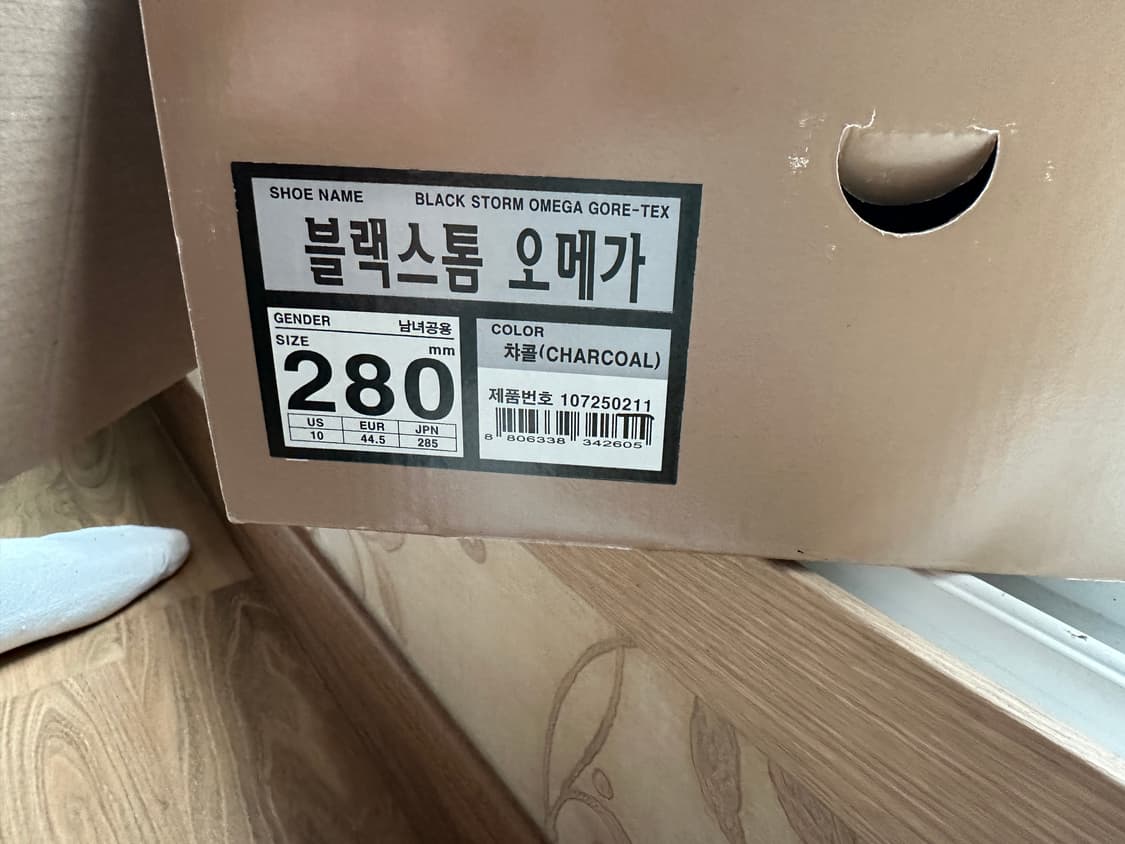 SHOE NAME BLACK STORM OMEGA GORE-TEX
블랙스톰 오메가
GENDER 남녀공용
SIZE mm
280
US EUR JPN
10 44.5 285
COLOR
챠콜(CHARCOAL)
제품번호 107250211
8 806338 342605